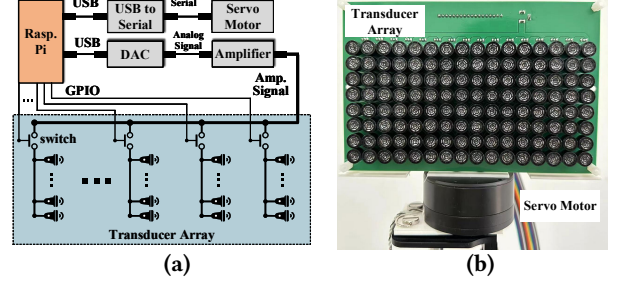 USB
USB to
Serial
Serial
Servo
Motor
Rasp.
Pi
USB
DAC
Analog
Signal
Amplifier
Amp.
Signal
GPIO
...
switch
Transducer Array
(a)
Transducer
Array
Servo Motor
(b)